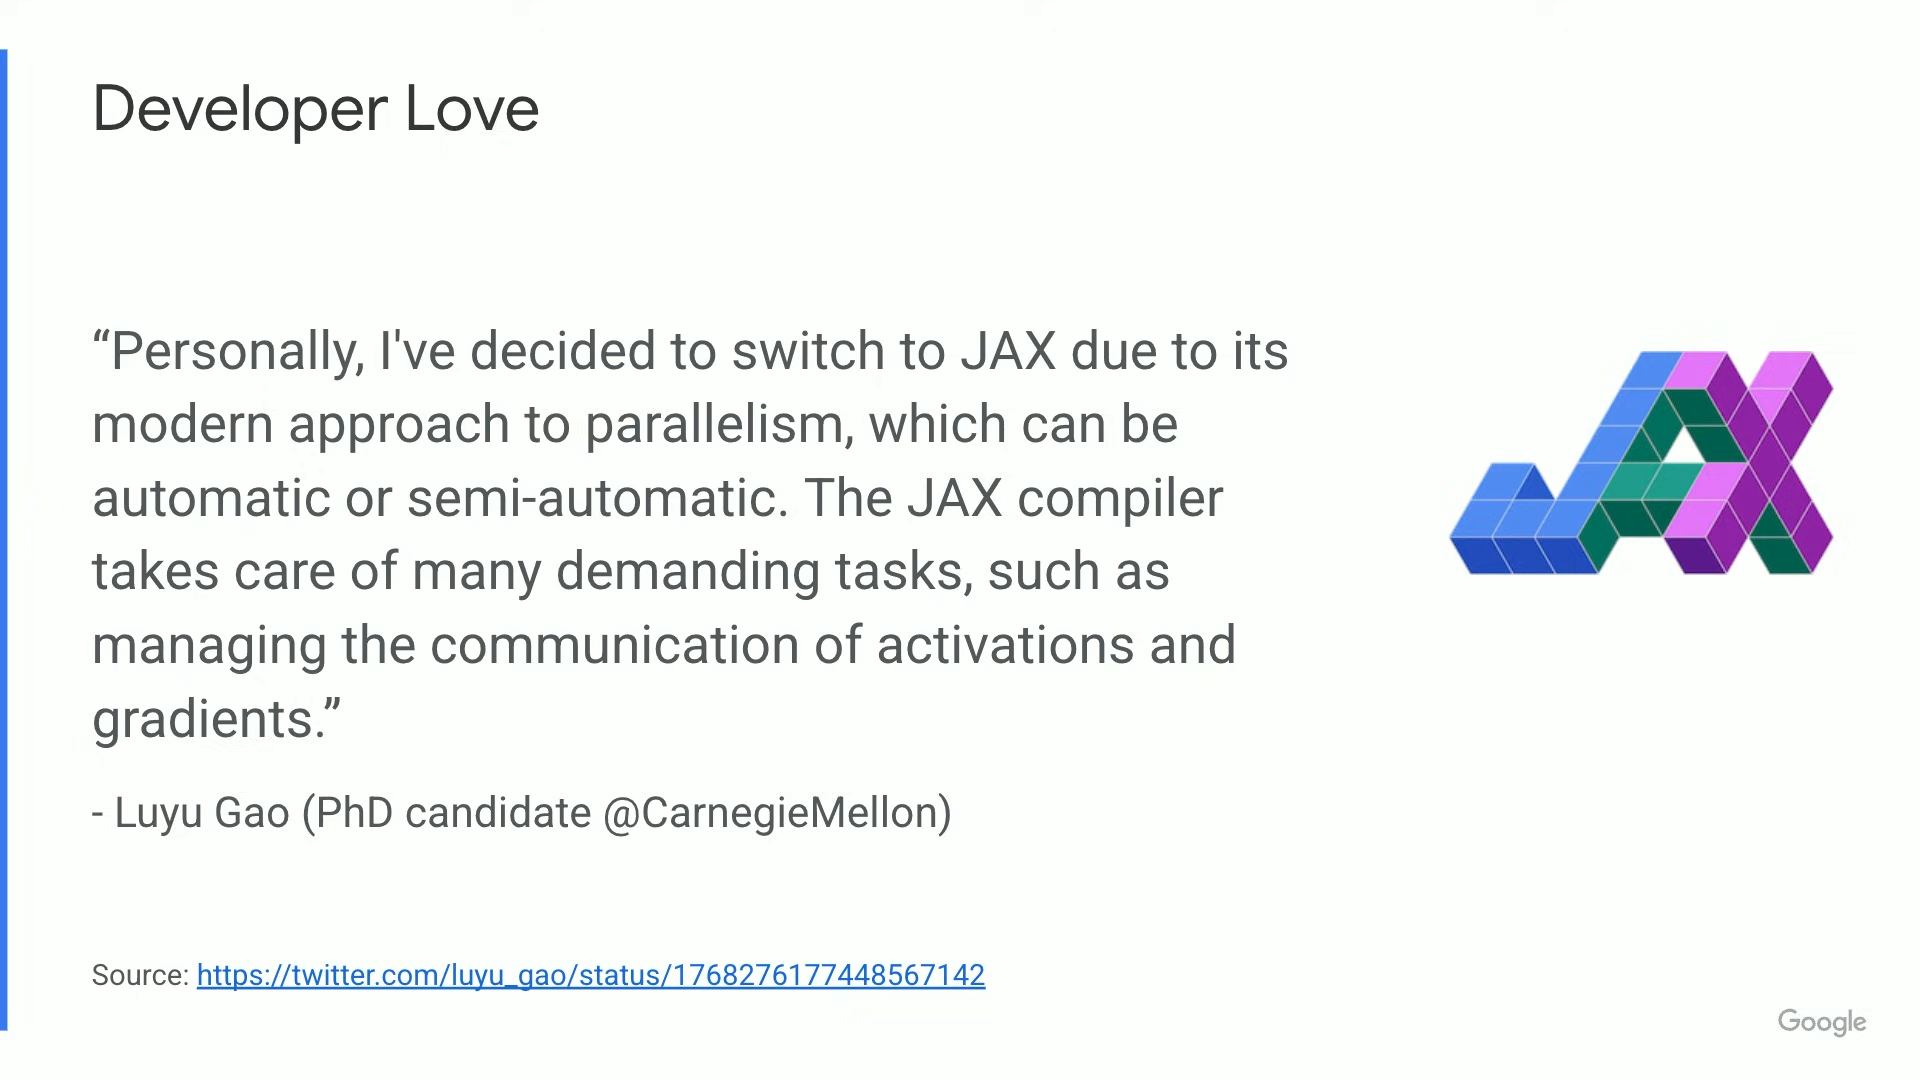 Developer Love
“Personally, I've decided to switch to JAX due to its
modern approach to parallelism, which can be
automatic or semi-automatic. The JAX compiler
takes care of many demanding tasks, such as
managing the communication of activations and
gradients.”
- Luyu Gao (PhD candidate @CarnegieMellon)
JAX
Source: https://twitter.com/luyu_gao/status/1768276177448567142
Google